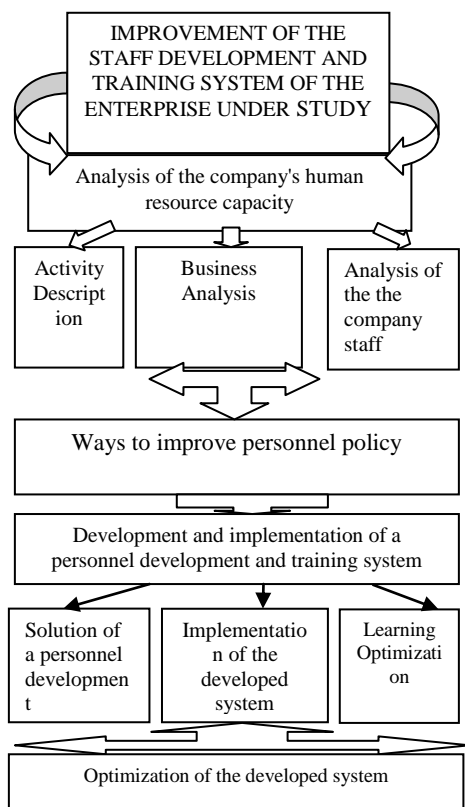 IMPROVEMENT OF THE
STAFF DEVELOPMENT AND
TRAINING SYSTEM OF THE
ENTERPRISE UNDER STUDY
Analysis of the company's human
resource capacity
Activity
Descript
ion
Business
Analysis
Analysis of
the the
company
staff
Ways to improve personnel policy
Development and implementation of a
personnel development and training system
Solution of
a personnel
developmen
t
Implementatio
n of the
developed
system
Learning
Optimizati
on
Optimization of the developed system